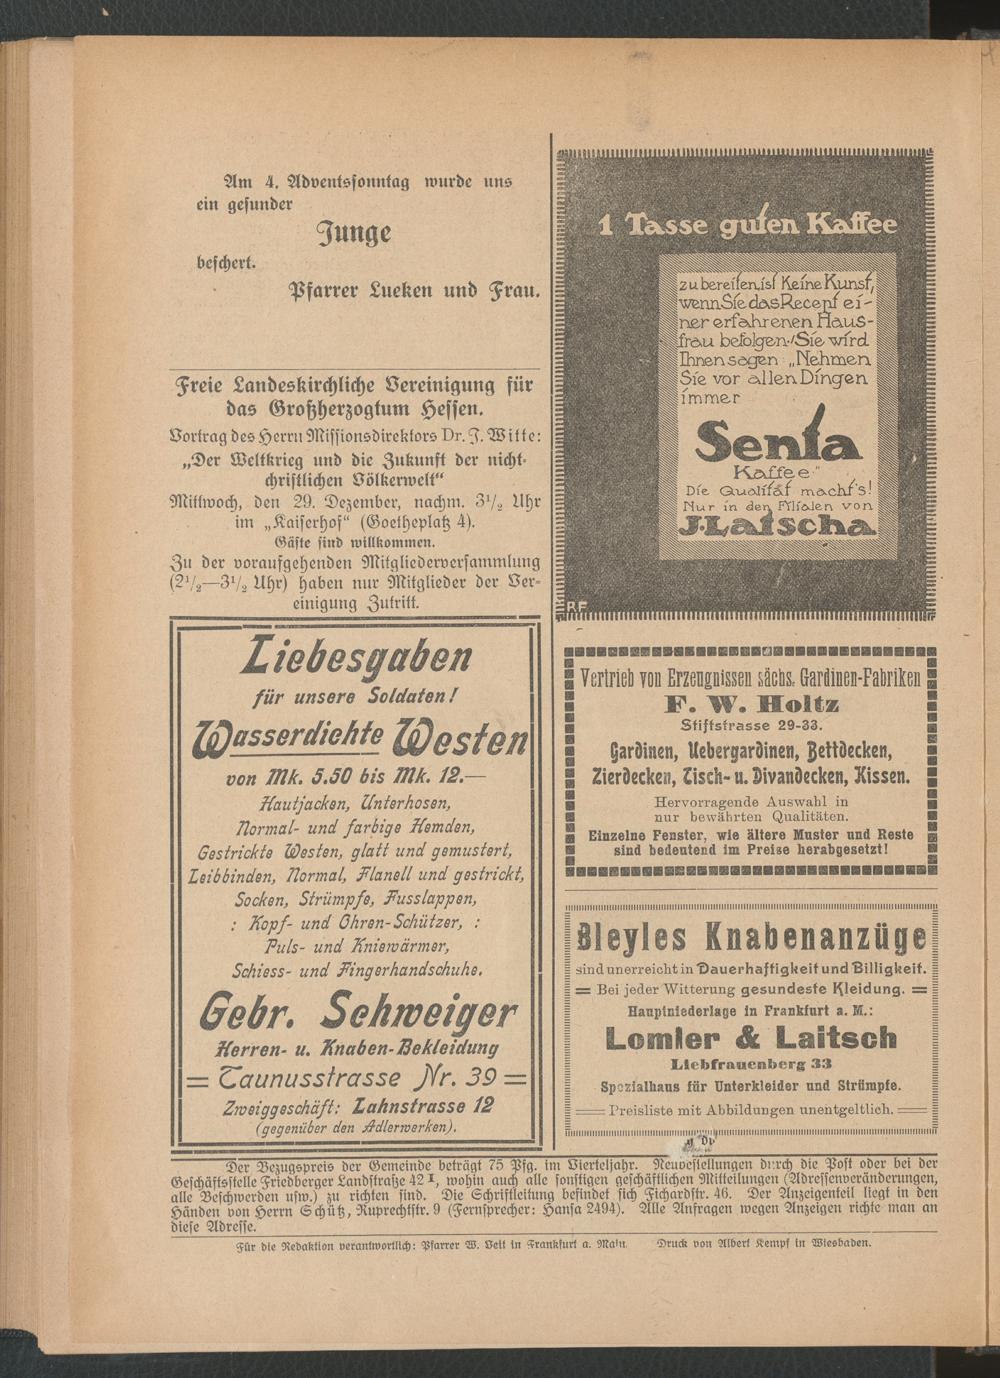 Am 4. Adventssonntag wurde uns
ein gesunder
Junge
beschert.
Pfarrer Lueken und Frau.
Freie Landeskirchliche Vereinigung für
das Großherzogtum Hessen.
Vortrag des Herrn Missionsdirektors Dr. J. Witte:
„Der Weltkrieg und die Zukunft der nicht-
christlichen Völkerwelt“
Mittwoch, den 29. Dezember, nachm. 3½ Uhr
im „Kaiserhof“ (Goetheplatz 4).
Gäste sind willkommen.
Zu der voraufgehenden Mitgliederversammlung
(2½—3½ Uhr) haben nur Mitglieder der Ver-
einigung Zutritt.
Liebesgaben
für unsere Soldaten!
Wasserdichte Westen
von Mk. 5.50 bis Mk. 12.—
Hautjacken, Unterhosen,
Normal- und farbige Hemden,
Gestrickte Westen, glatt und gemustert,
Leibbinden, Normal, Flanell und gestrickt,
Socken, Strümpfe, Fusslappen,
: Kopf- und Ohren-Schützer, :
Puls- und Kniewärmer,
Schiess- und Fingerhandschuhe.
Gebr. Schweiger
Herren- u. Knaben-Bekleidung
= Taunusstrasse Nr. 39 =
Zweiggeschäft: Lahnstrasse 12
(gegenüber den Adlerwerken).
1 Tasse guten Kaffee
zu bereiten, ist Keine Kunst,
wenn Sie das Recept ei-
ner erfahrenen Haus-
frau befolgen. Sie wird
Ihnen sagen „Nehmen
Sie vor allen Dingen
immer
Senta
Kaffee“
Die Qualität macht's!
Nur in den Filialen von
J. Latscha
RF
Vertrieb von Erzeugnissen sächs. Gardinen-Fabriken
F. W. Holtz
Stiftstrasse 29-33.
Gardinen, Uebergardinen, Bettdecken,
Zierdecken, Tisch- u. Divandecken, Kissen.
Hervorragende Auswahl in
nur bewährten Qualitäten.
Einzelne Fenster, wie ältere Muster und Reste
sind bedeutend im Preise herabgesetzt!
Bleyles Knabenanzüge
sind unerreicht in Dauerhaftigkeit und Billigkeit.
= Bei jeder Witterung gesundeste Kleidung. =
Hauptniederlage in Frankfurt a. M.:
Lomler & Laitsch
Liebfrauenberg 33
Spezialhaus für Unterkleider und Strümpfe.
Preisliste mit Abbildungen unentgeltlich.
Der Bezugspreis der Gemeinde beträgt 75 Pfg. im Vierteljahr. Neubestellungen durch die Post oder bei der
Geschäftsstelle Friedberger Landstraße 42 I, wohin auch alle sonstigen geschäftlichen Mitteilungen (Adressenveränderungen,
alle Beschwerden usw.) zu richten sind. Die Schriftleitung befindet sich Fichardstr. 46. Der Anzeigenteil liegt in den
Händen von Herrn Schütz, Ruprechtstr. 9 (Fernsprecher: Hansa 2494). Alle Anfragen wegen Anzeigen richte man an
diese Adresse.
Für die Redaktion verantwortlich: Pfarrer W. Veit in Frankfurt a. Main. Druck von Albert Kempf in Wiesbaden.